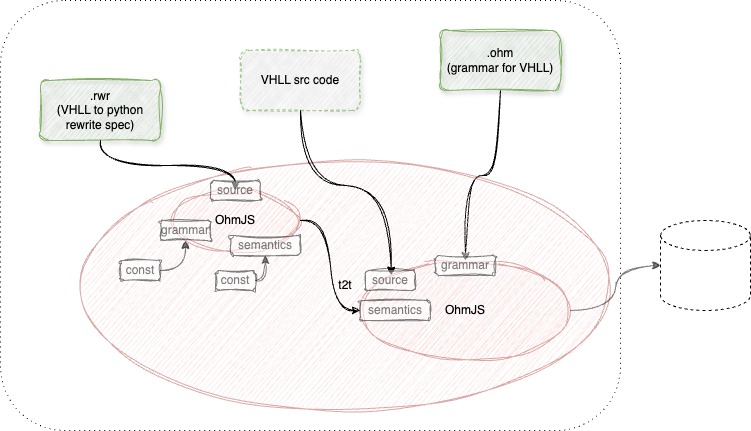 .ohm
(grammar for VHLL)
VHLL src code
.rwr
(VHLL to python
rewrite spec)
source
OhmJS
grammar
semantics
const
const
t2t
grammar
source
semantics
OhmJS